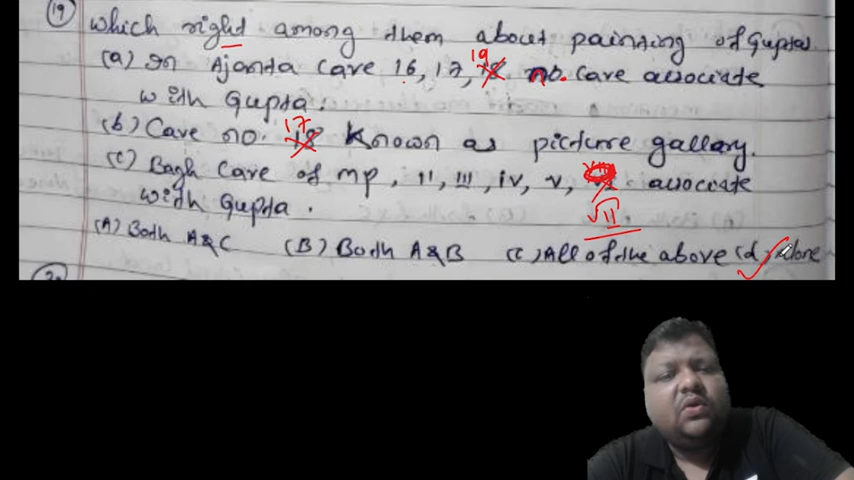 (19) Which right among them about painting of Gupta
(a) In Ajanta Cave 16, 17, 19 no. Cave associate
with Gupta.
(b) Cave no. 17 18 Known as picture gallary.
(c) Bagh Cave of mp, II, III, IV, V, associate
with Gupta. VII
(A) Both A&C (B) Both A&B (C) All of the above (d)